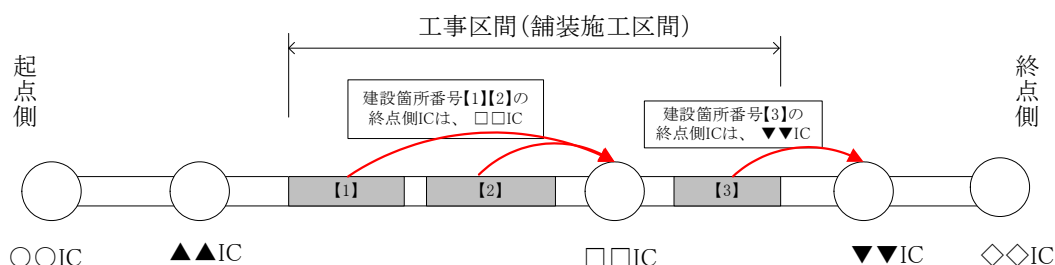 工事区間(舗装施工区間)
起点側
終点側
建設箇所番号【1】【2】の
終点側ICは、 □□IC
建設箇所番号【3】の
終点側ICは、 ▼▼IC
【1】
【2】
【3】
○○IC
▲▲IC
□□IC
▼▼IC
◇◇IC